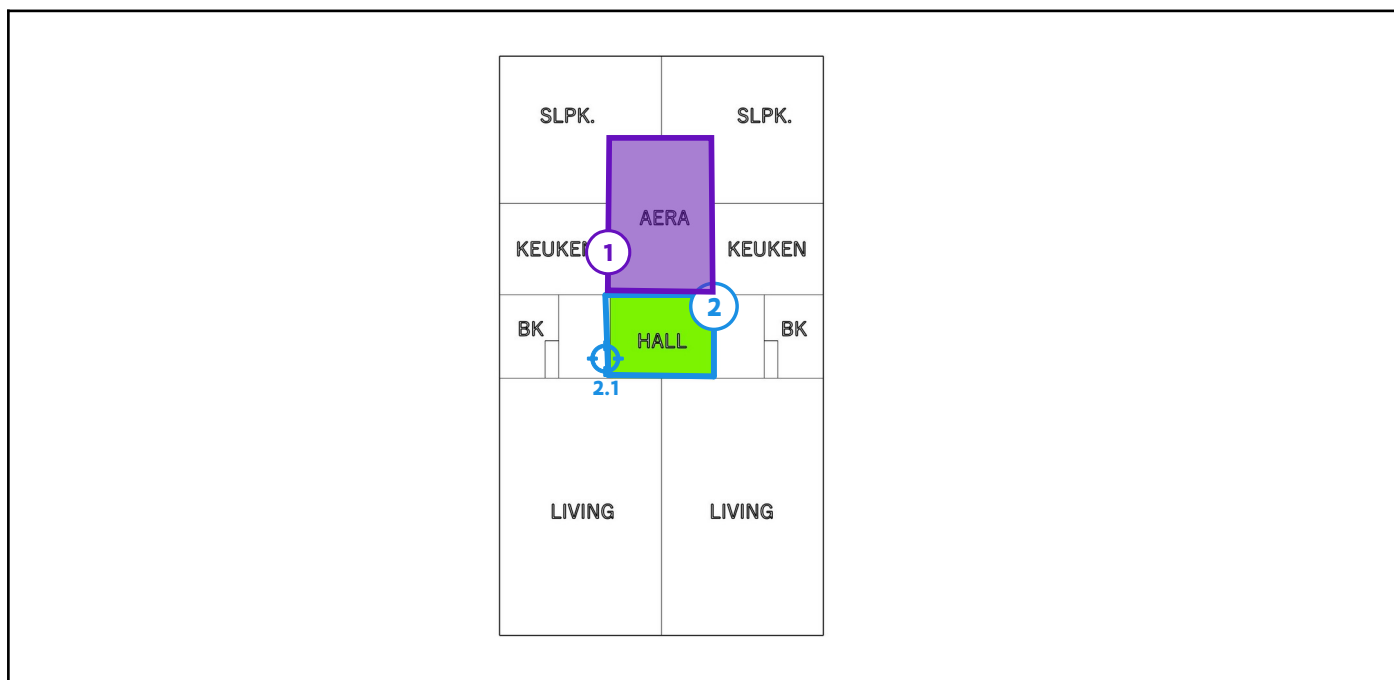 SLPK.
SLPK.
AERA
KEUKEN
1
KEUKEN
2
BK
HALL
BK
2.1
LIVING
LIVING